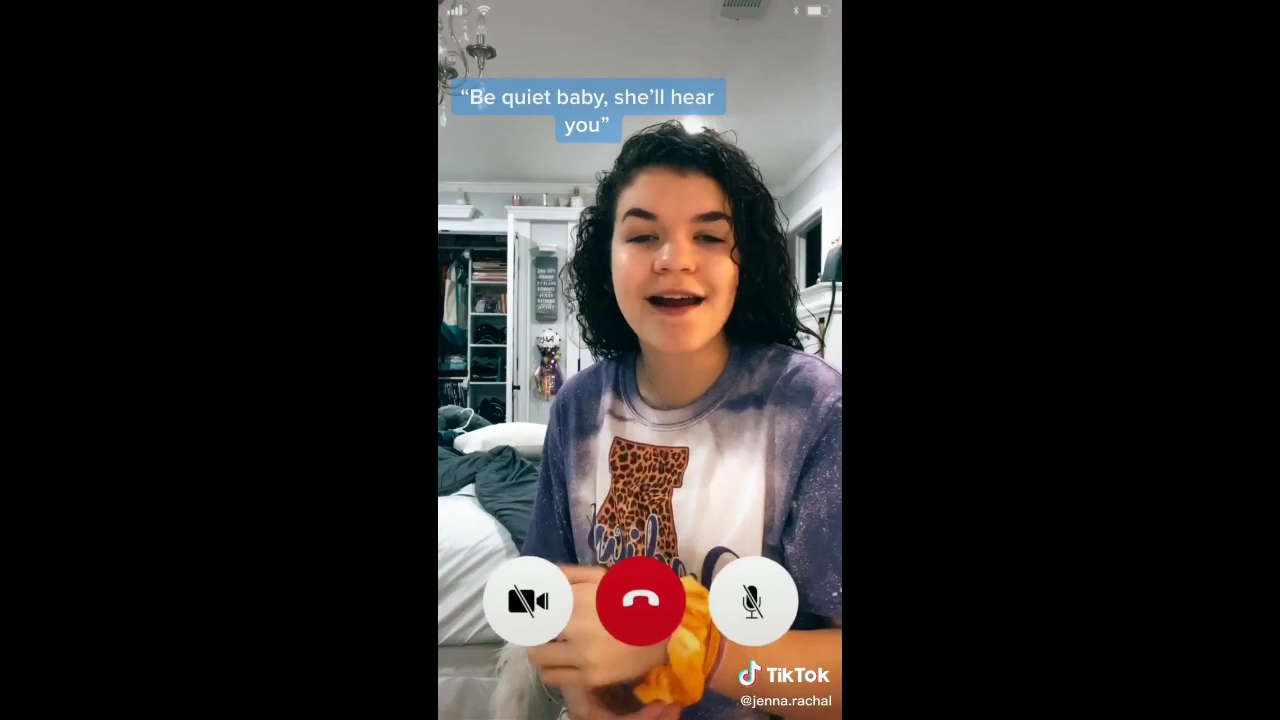 “Be quiet baby, she’ll hear
you”
TikTok
@jenna.rachal